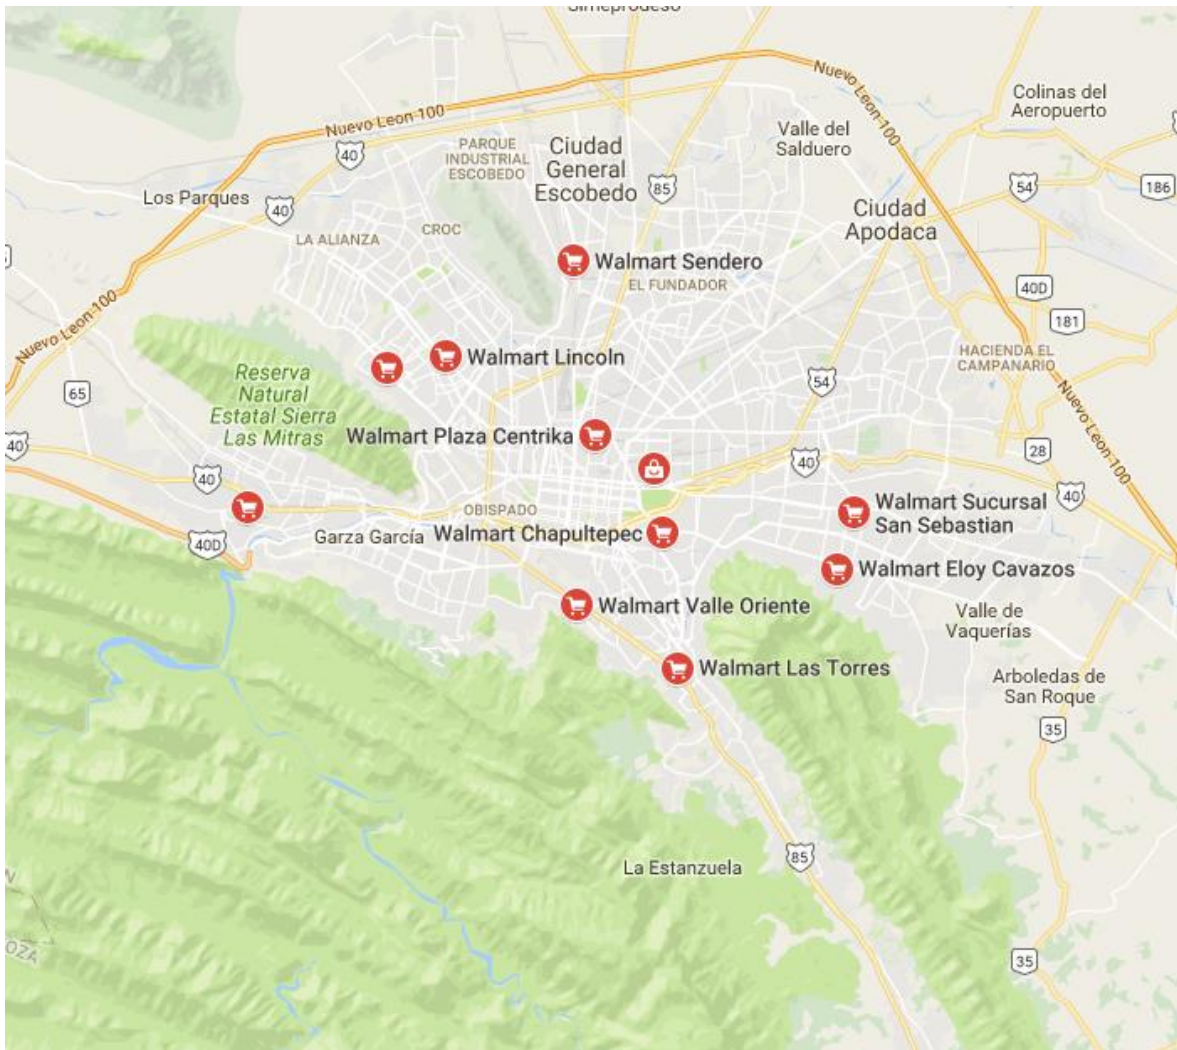 Simeprodeso
Colinas del
Aeropuerto
Nuevo Leon 100
Nuevo Leon 100
Valle del
Salduero
PARQUE
INDUSTRIAL
ESCOBEDO
Ciudad
General
Escobedo
40
85
54
186
Los Parques
40
Ciudad
Apodaca
CROC
LA ALIANZA
Walmart Sendero
EL FUNDADOR
40D
181
Nuevo Leon 100
Walmart Lincoln
HACIENDA EL
CAMPANARIO
Reserva
Natural
Estatal Sierra
Las Mitras
65
54
Nuevo Leon 100
Walmart Plaza Centrika
40
28
40
40
40
OBISPADO
Walmart Sucursal
San Sebastian
Garza García
Walmart Chapultepec
40D
Walmart Eloy Cavazos
Walmart Valle Oriente
Valle de
Vaquerías
Walmart Las Torres
Arboledas de
San Roque
35
85
La Estanzuela
35
N
OZA